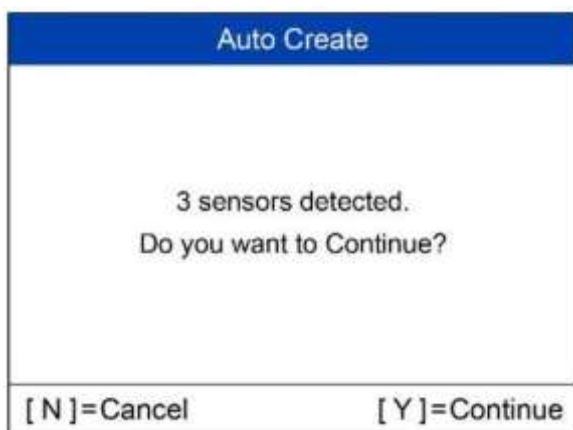 Auto Create
3 sensors detected.
Do you want to Continue?
[ N ]=Cancel [ Y ]=Continue